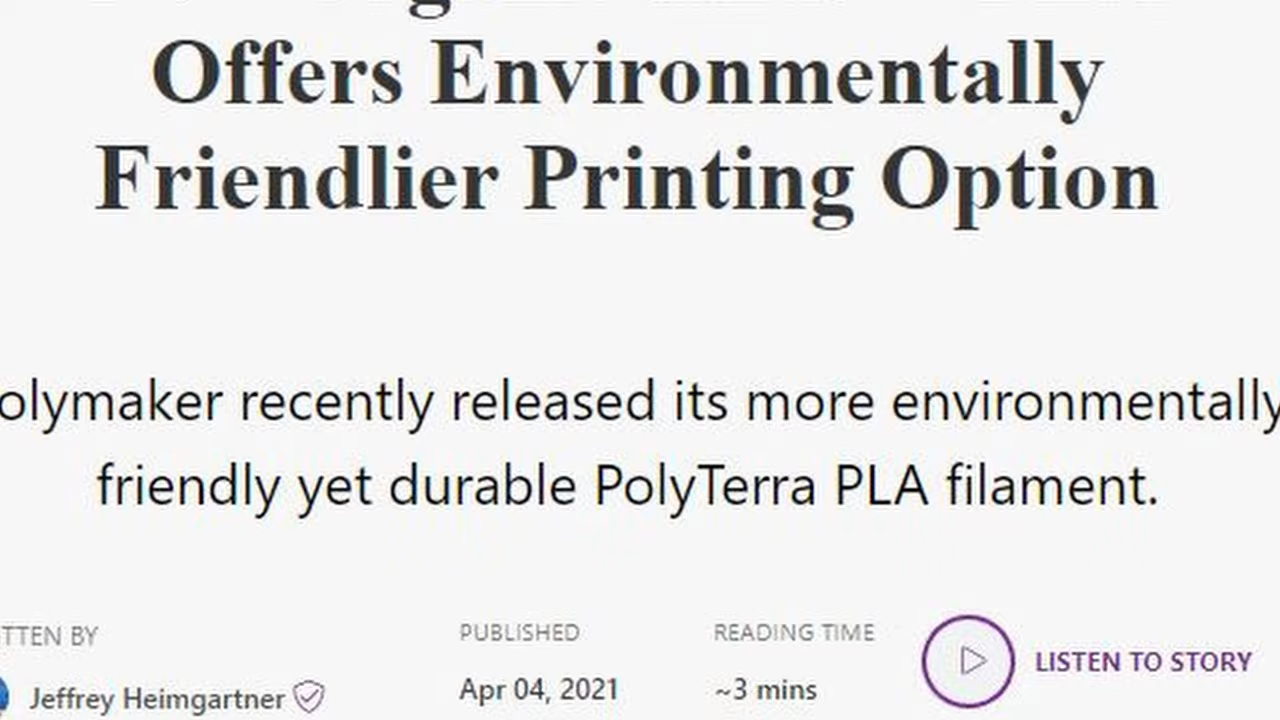 Offers Environmentally
Friendlier Printing Option
olymaker recently released its more environmentally
friendly yet durable PolyTerra PLA filament.
TTEN BY
PUBLISHED
READING TIME
LISTEN TO STORY
Jeffrey Heimgartner
Apr 04, 2021
~3 mins